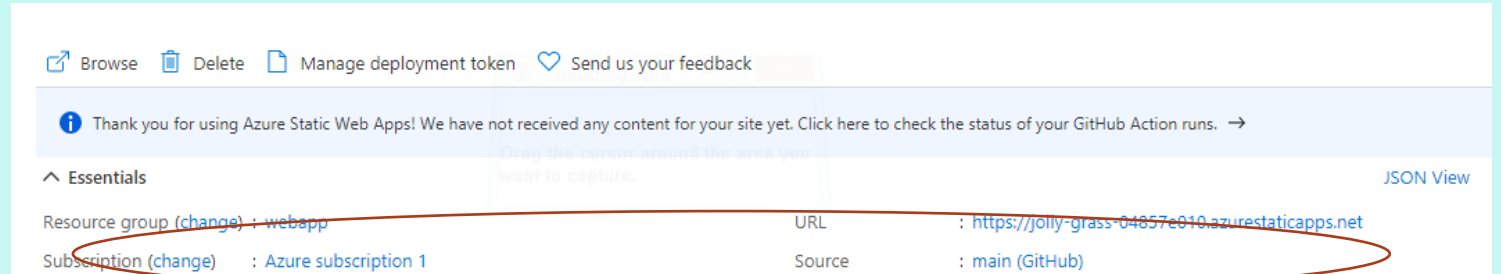 Browse Delete Manage deployment token Send us your feedback
Thank you for using Azure Static Web Apps! We have not received any content for your site yet. Click here to check the status of your GitHub Action runs. →
Drag the cursor around the area you
want to capture.
Essentials JSON View
Resource group (change) : webapp URL : https://jolly-grass-04857e010.azurestaticapps.net
Subscription (change) : Azure subscription 1 Source : main (GitHub)